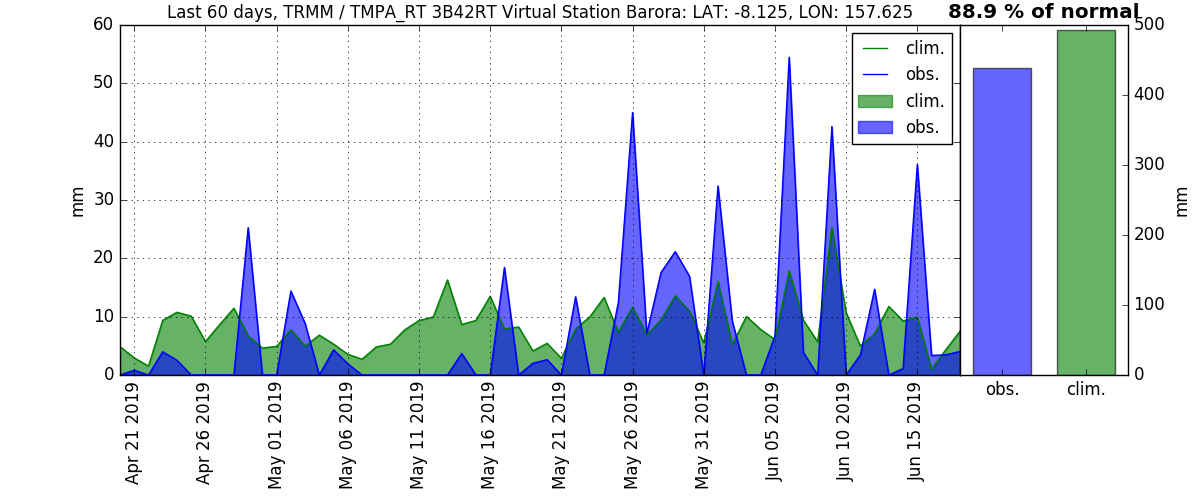 Last 60 days, TRMM / TMPA_RT 3B42RT Virtual Station Barora: LAT: -8.125, LON: 157.625
88.9 % of normal
60
50
40
30
20
10
0
mm
clim.
obs.
clim.
obs.
500
400
300
200
100
0
mm
obs.
clim.
Apr 21 2019
Apr 26 2019
May 01 2019
May 06 2019
May 11 2019
May 16 2019
May 21 2019
May 26 2019
May 31 2019
Jun 05 2019
Jun 10 2019
Jun 15 2019